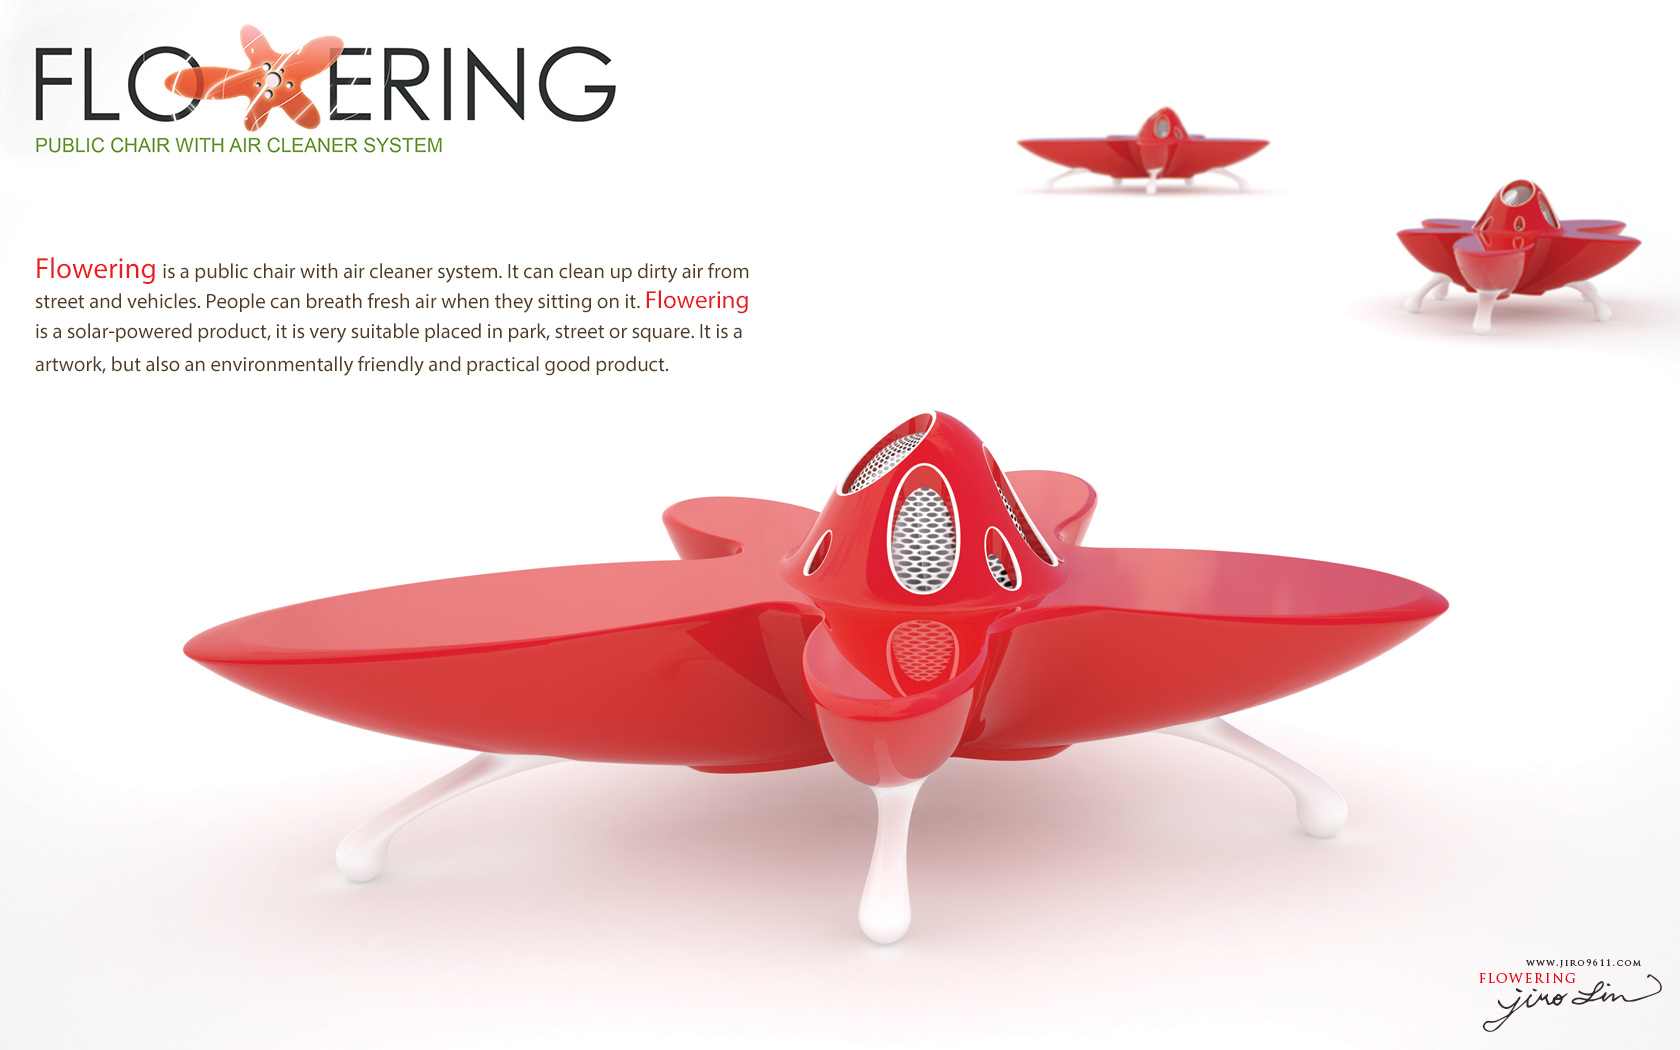 FLOWERING
PUBLIC CHAIR WITH AIR CLEANER SYSTEM
Flowering is a public chair with air cleaner system. It can clean up dirty air from
street and vehicles. People can breath fresh air when they sitting on it. Flowering
is a solar-powered product, it is very suitable placed in park, street or square. It is a
artwork, but also an environmentally friendly and practical good product.
WWW.JIRO9611.COM
FLOWERING
jiro Lin